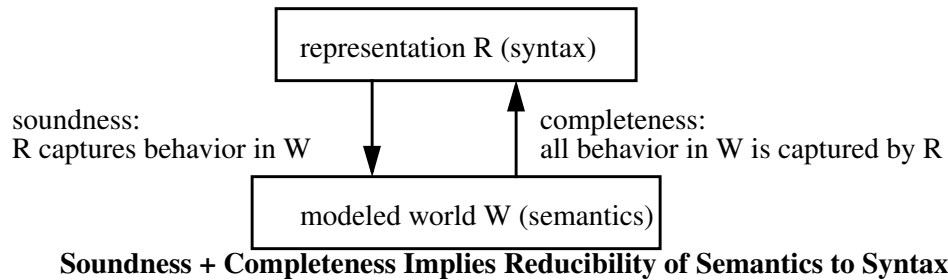 representation R (syntax)
soundness:
R captures behavior in W
completeness:
all behavior in W is captured by R
modeled world W (semantics)
Soundness + Completeness Implies Reducibility of Semantics to Syntax